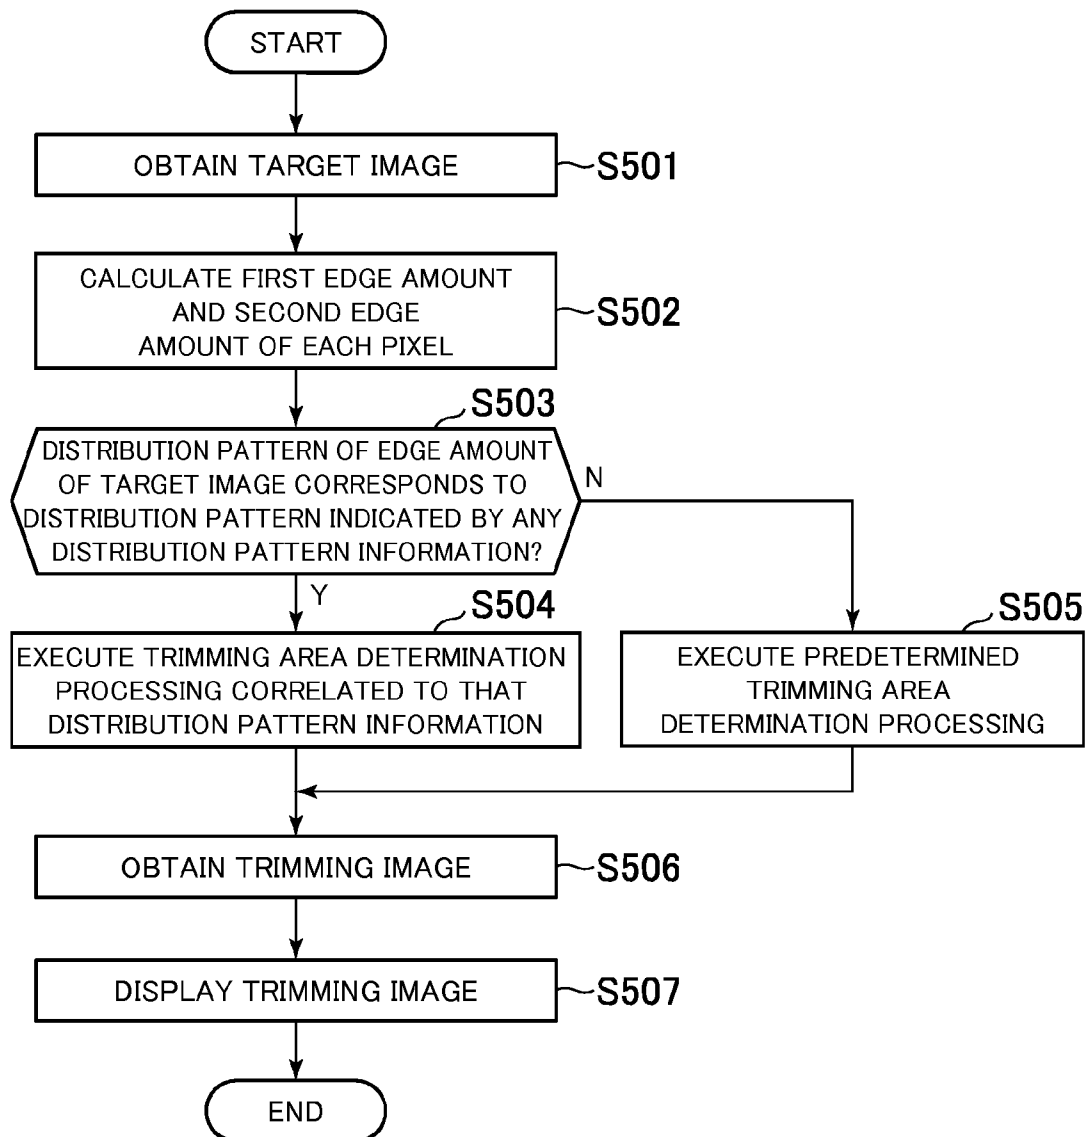 START
OBTAIN TARGET IMAGE
S501
CALCULATE FIRST EDGE AMOUNT
AND SECOND EDGE
AMOUNT OF EACH PIXEL
S502
S503
DISTRIBUTION PATTERN OF EDGE AMOUNT
OF TARGET IMAGE CORRESPONDS TO
DISTRIBUTION PATTERN INDICATED BY ANY
DISTRIBUTION PATTERN INFORMATION?
N
Y
S504
EXECUTE TRIMMING AREA DETERMINATION
PROCESSING CORRELATED TO THAT
DISTRIBUTION PATTERN INFORMATION
S505
EXECUTE PREDETERMINED
TRIMMING AREA
DETERMINATION PROCESSING
OBTAIN TRIMMING IMAGE
S506
DISPLAY TRIMMING IMAGE
S507
END